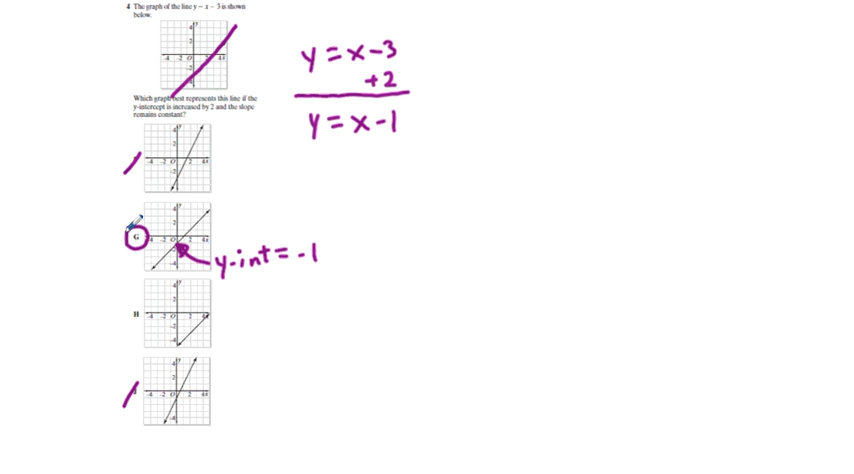 4 The graph of the line y = x - 3 is shown
below.
y = x - 3
+ 2
y = x - 1
Which graph best represents this line if the
y-intercept is increased by 2 and the slope
remains constant?
G
y-int = -1
H